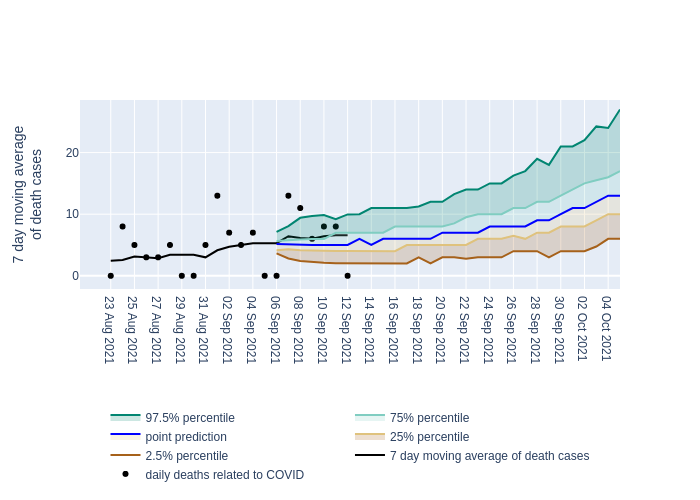 7 day moving average
of death cases
20
10
0
23 Aug 2021
25 Aug 2021
27 Aug 2021
29 Aug 2021
31 Aug 2021
02 Sep 2021
04 Sep 2021
06 Sep 2021
08 Sep 2021
10 Sep 2021
12 Sep 2021
14 Sep 2021
16 Sep 2021
18 Sep 2021
20 Sep 2021
22 Sep 2021
24 Sep 2021
26 Sep 2021
28 Sep 2021
30 Sep 2021
02 Oct 2021
04 Oct 2021
97.5% percentile
75% percentile
point prediction
25% percentile
2.5% percentile
7 day moving average of death cases
daily deaths related to COVID